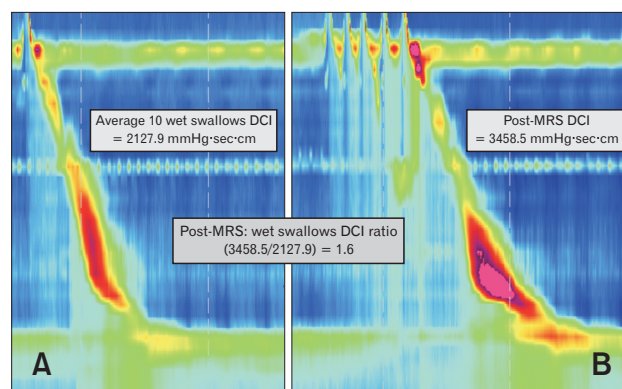 Average 10 wet swallows DCI
= 2127.9 mmHg·sec·cm
Post-MRS DCI
= 3458.5 mmHg·sec·cm
Post-MRS: wet swallows DCI ratio
(3458.5/2127.9) = 1.6
A
B